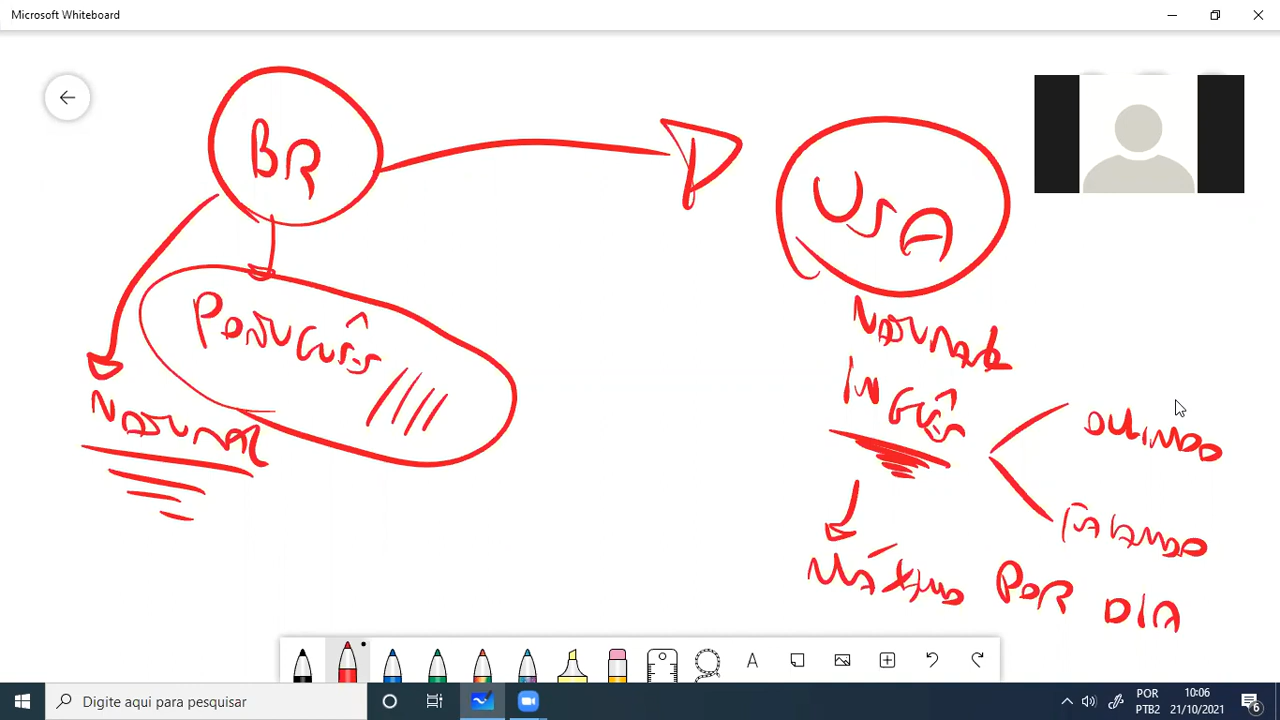 Microsoft Whiteboard
BR
USA
PORTUGUÊS
NATURAL
NATURAL
INGLÊS
OUVINDO
FALANDO
MÁXIMO POR DIA
Digite aqui para pesquisar
POR
PTB2
10:06
21/10/2021
6